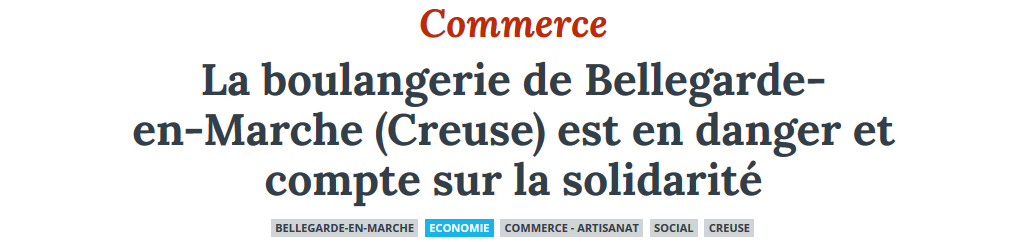 Commerce
La boulangerie de Bellegarde-
en-Marche (Creuse) est en danger et
compte sur la solidarité
BELLEGARDE-EN-MARCHE ECONOMIE COMMERCE - ARTISANAT SOCIAL CREUSE